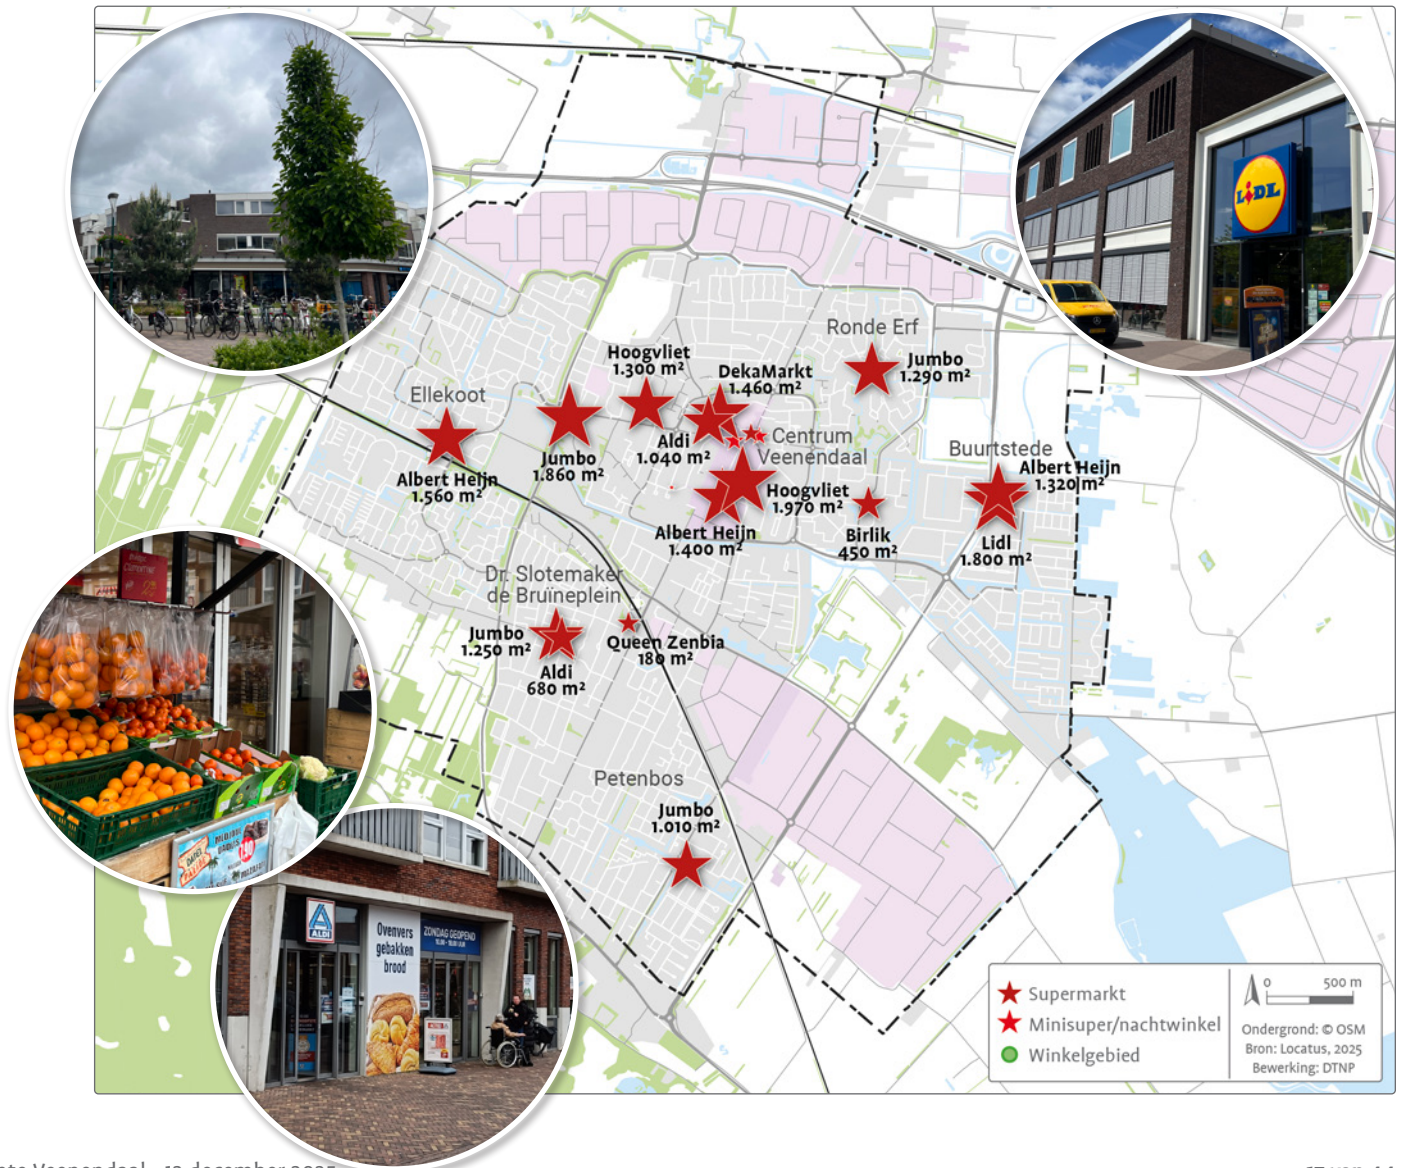 LiDL
Ronde Erf
Hoogvliet
1.300 m²
DekaMarkt
1.460 m²
Jumbo
1.290 m²
Ellekoot
Albert Heijn
1.560 m²
Jumbo
1.860 m²
Aldi
1.040 m²
Centrum
Veenendaal
Hoogvliet
1.970 m²
Albert Heijn
1.400 m²
Birlik
450 m²
Buurtstede
Albert Heijn
1.320 m²
Lidl
1.800 m²
Dr. Slotemaker
de Bruïneplein
Jumbo
1.250 m²
Aldi
680 m²
Queen Zenbia
180 m²
Petenbos
Jumbo
1.010 m²
ALDI
Ovenvers
gebakken
brood
ZONDAG GEOPEND
Supermarkt
Minisuper/nachtwinkel
Winkelgebied
0 500 m
Ondergrond: © OSM
Bron: Locatus, 2025
Bewerking: DTNP
Veenendaal
december 2025